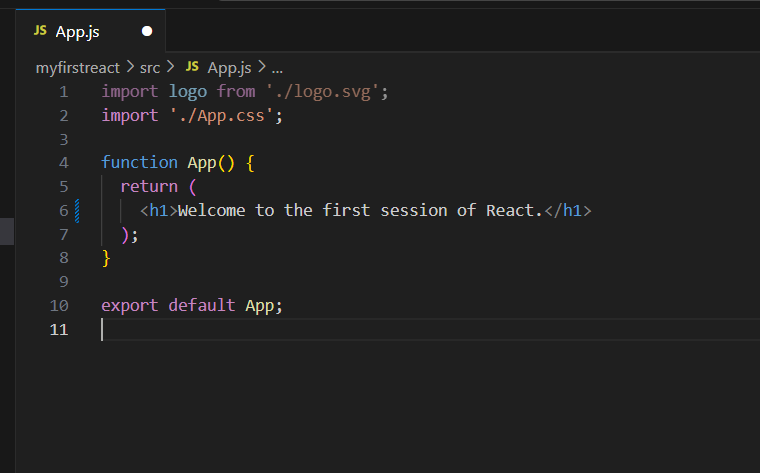 JS App.js
myfirstreact > src > JS App.js > ...
1 import logo from './logo.svg';
2 import './App.css';
3
4 function App() {
5   return (
6     <h1>Welcome to the first session of React.</h1>
7   );
8 }
9
10 export default App;
11